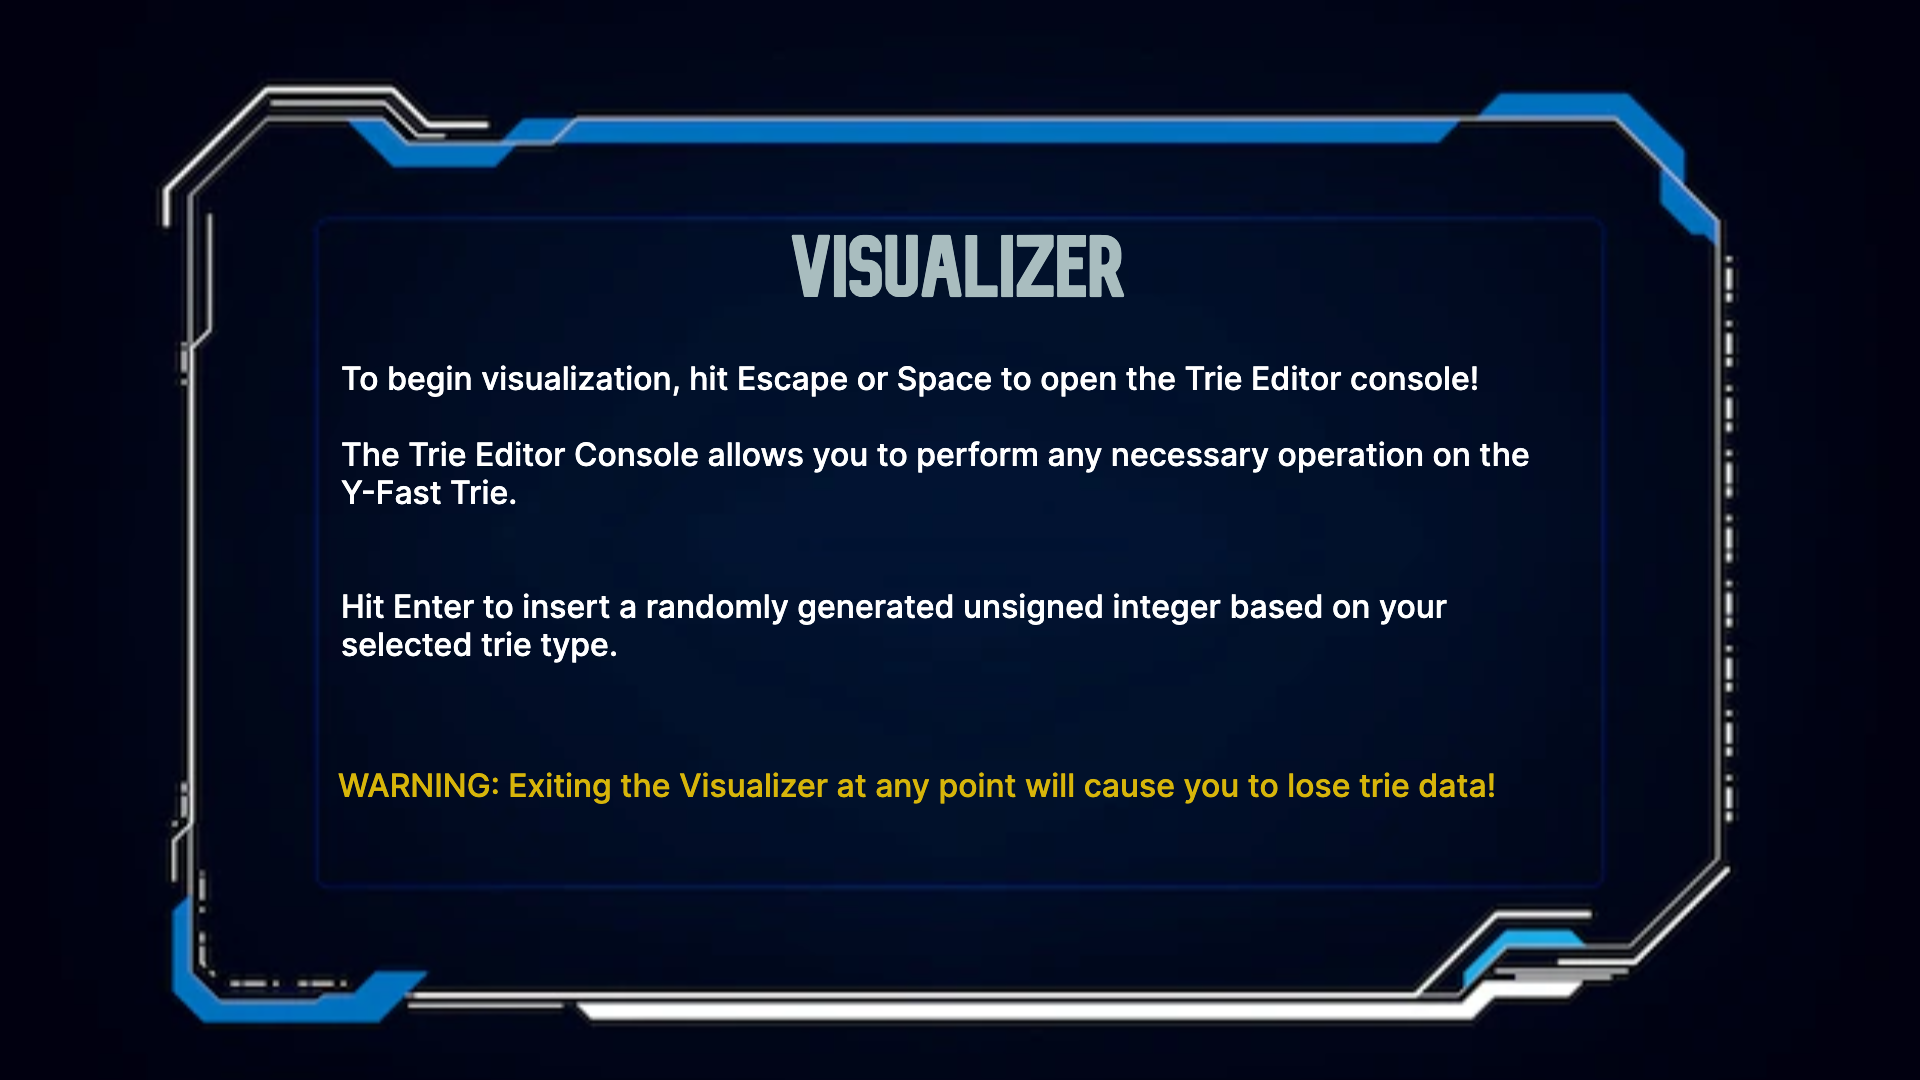 VISUALIZER
To begin visualization, hit Escape or Space to open the Trie Editor console!
The Trie Editor Console allows you to perform any necessary operation on the
Y-Fast Trie.
Hit Enter to insert a randomly generated unsigned integer based on your
selected trie type.
WARNING: Exiting the Visualizer at any point will cause you to lose trie data!